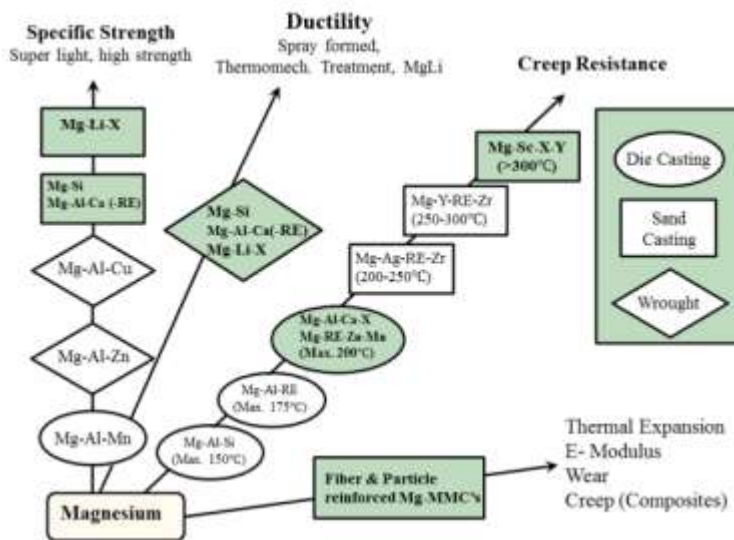 Specific Strength
Super light, high strength
Ductility
Spray formed,
Thermomech. Treatment, MgLi
Creep Resistance
Mg-Li-X
Mg-Si
Mg-Al-Ca (-RE)
Mg-Al-Cu
Mg-Al-Zn
Mg-Al-Mn
Magnesium
Mg-Si
Mg-Al-Ca(-RE)
Mg-Li-X
Mg-Sc-X-Y
(>300℃)
Mg-Y-RE-Zr
(250-300℃)
Mg-Ag-RE-Zr
(200-250℃)
Mg-Al-Ca-X
Mg-RE-Zn-Mn
(Max. 200℃)
Mg-Al-RE
(Max. 175℃)
Mg-Al-Si
(Max. 150℃)
Die Casting
Sand
Casting
Wrought
Fiber & Particle
reinforced Mg-MMC's
Thermal Expansion
E- Modulus
Wear
Creep (Composites)